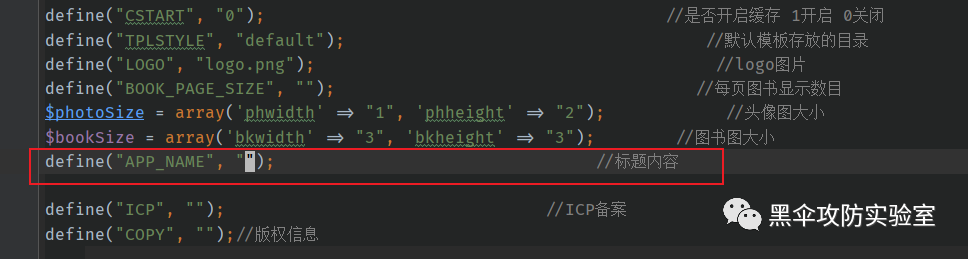 define("CSTART", "0"); //是否开启缓存 1开启 0关闭
define("TPLSTYLE", "default"); //默认模板存放的目录
define("LOGO", "logo.png"); //logo图片
define("BOOK_PAGE_SIZE", ""); //每页图书显示数目
$photoSize = array('phwidth' => "1", 'phheight' => "2"); //头像图大小
$bookSize = array('bkwidth' => "3", 'bkheight' => "3"); //图书图大小
define("APP_NAME", ""); //标题内容
define("ICP", ""); //ICP备案
define("COPY", "");//版权信息
黑伞攻防实验室